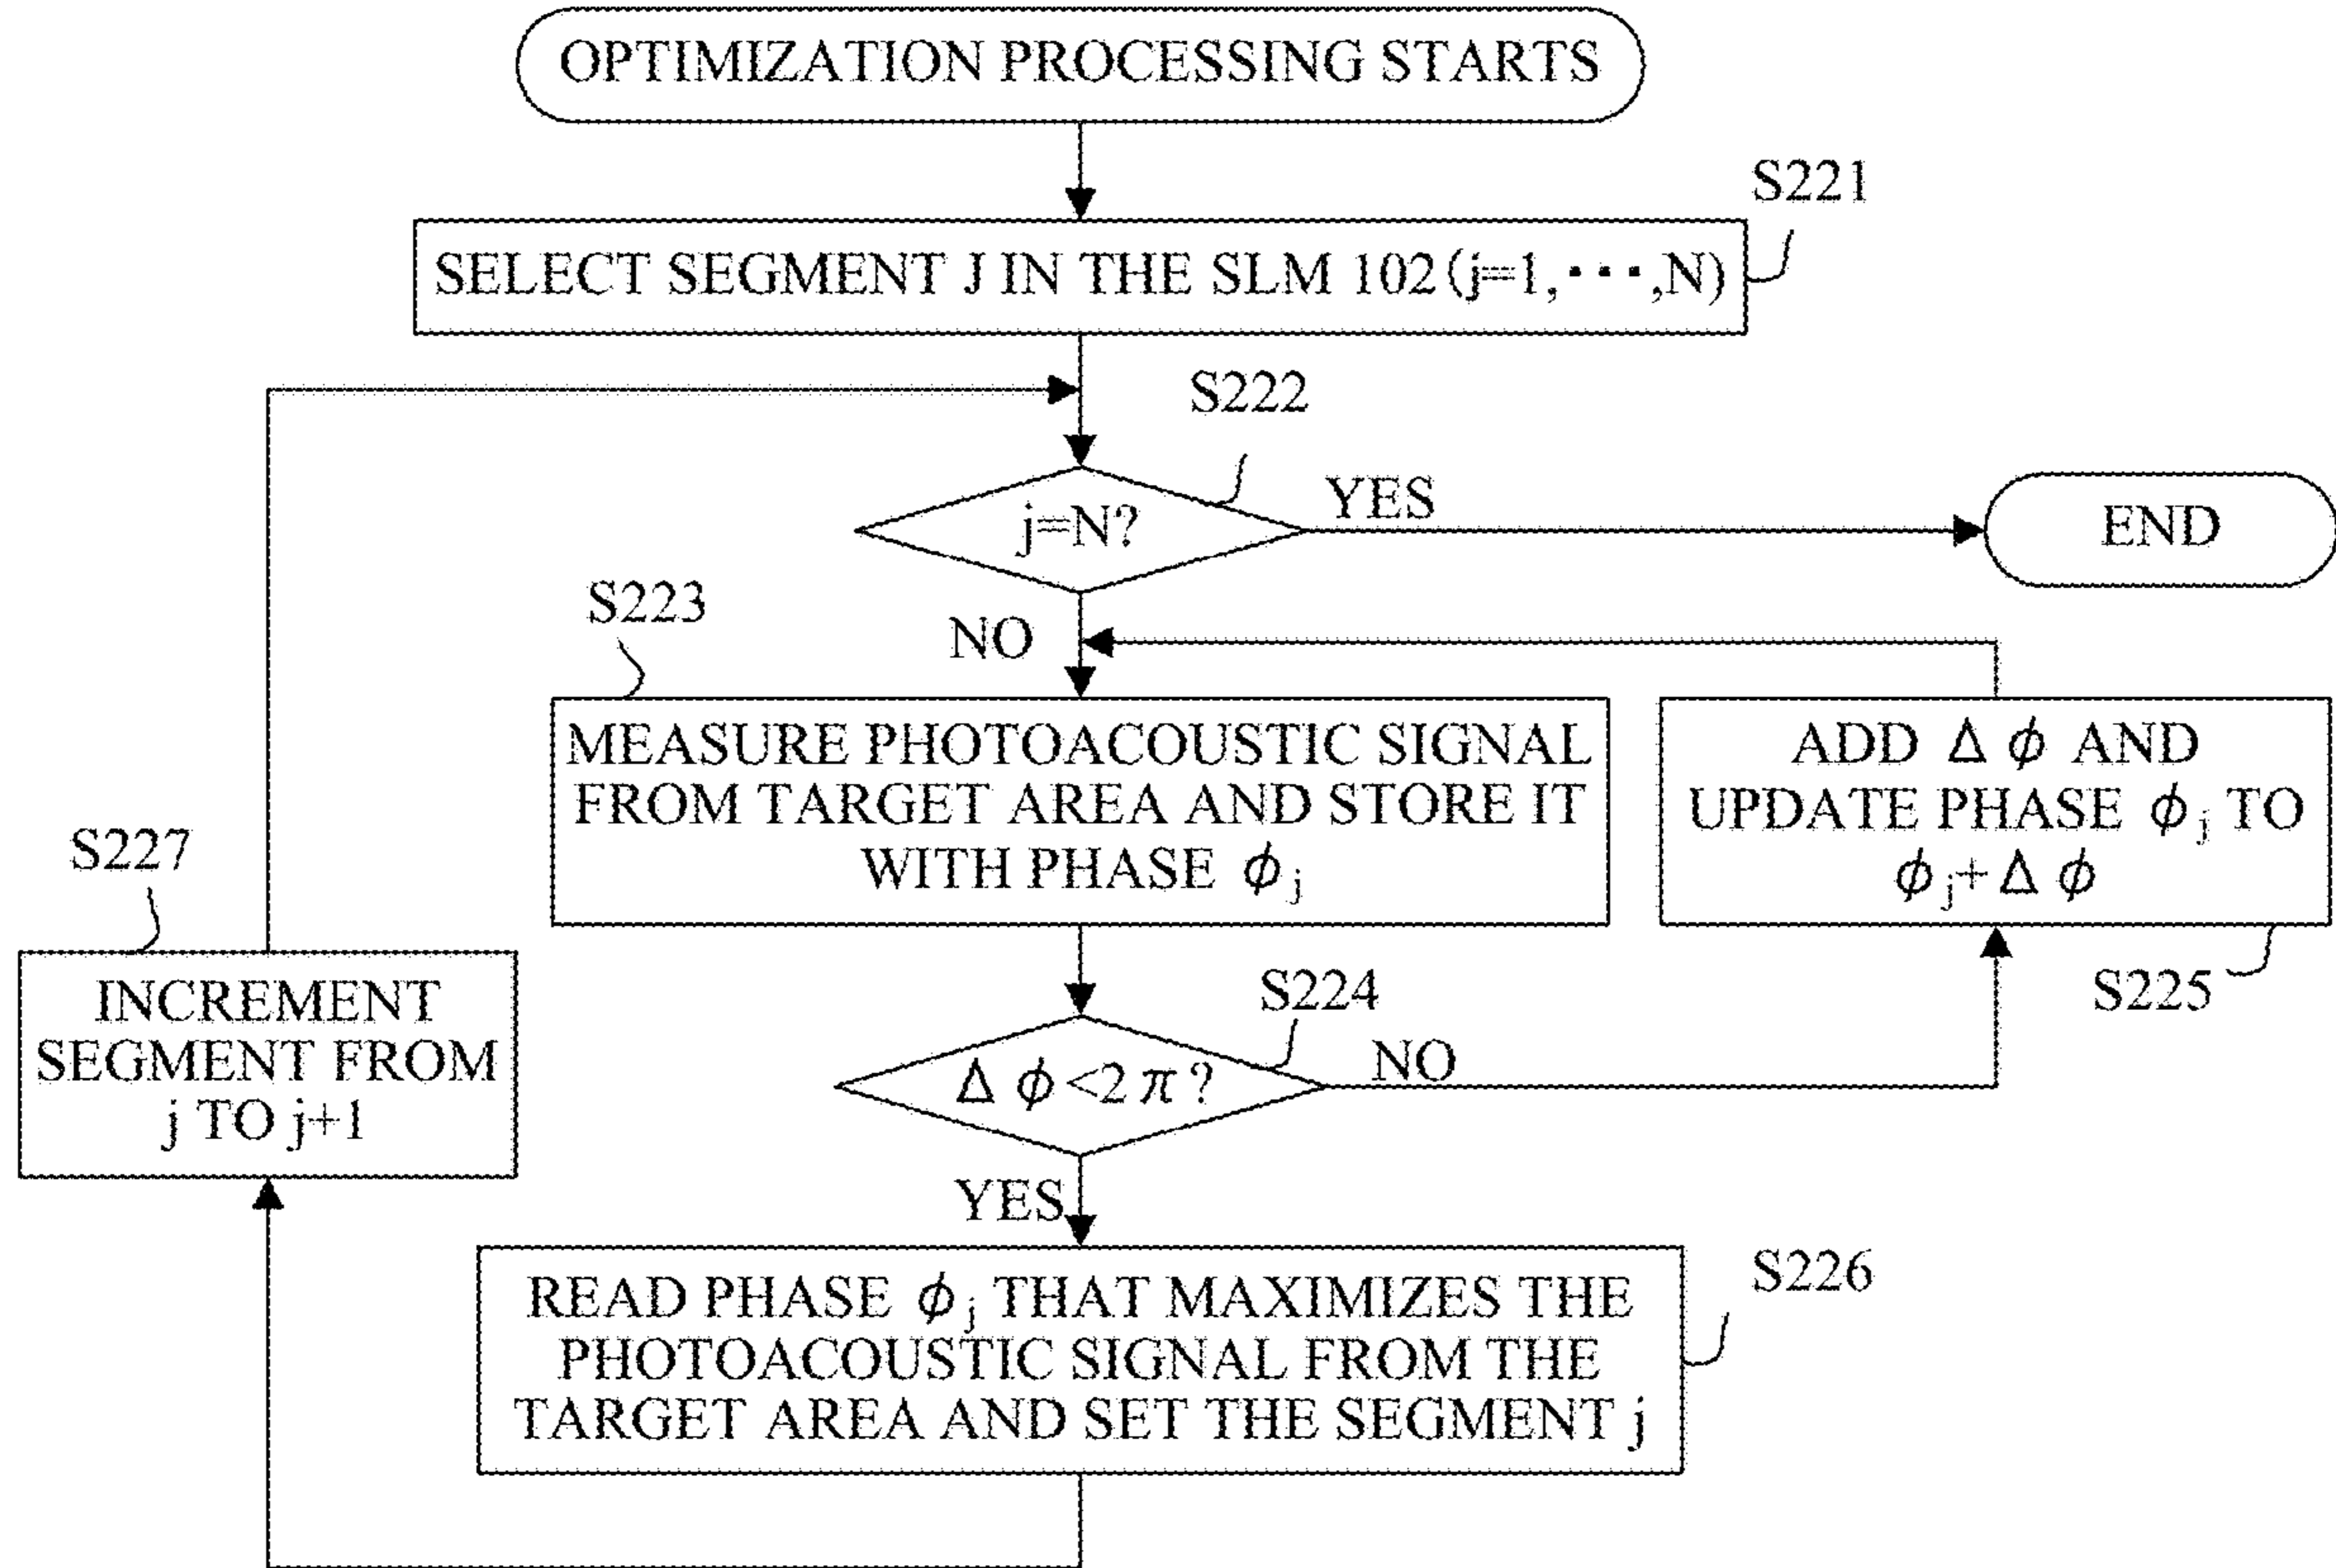 OPTIMIZATION PROCESSING STARTS
S221
SELECT SEGMENT J IN THE SLM 102(j=1, ･･･,N)
S222
j=N?
YES
END
NO
S223
MEASURE PHOTOACOUSTIC SIGNAL
FROM TARGET AREA AND STORE IT
WITH PHASE ϕj
ADD Δ ϕ AND
UPDATE PHASE ϕj TO
ϕj+Δ ϕ
S225
S224
Δ ϕ<2π?
NO
YES
S227
INCREMENT
SEGMENT FROM
j TO j+1
S226
READ PHASE ϕj THAT MAXIMIZES THE
PHOTOACOUSTIC SIGNAL FROM THE
TARGET AREA AND SET THE SEGMENT j